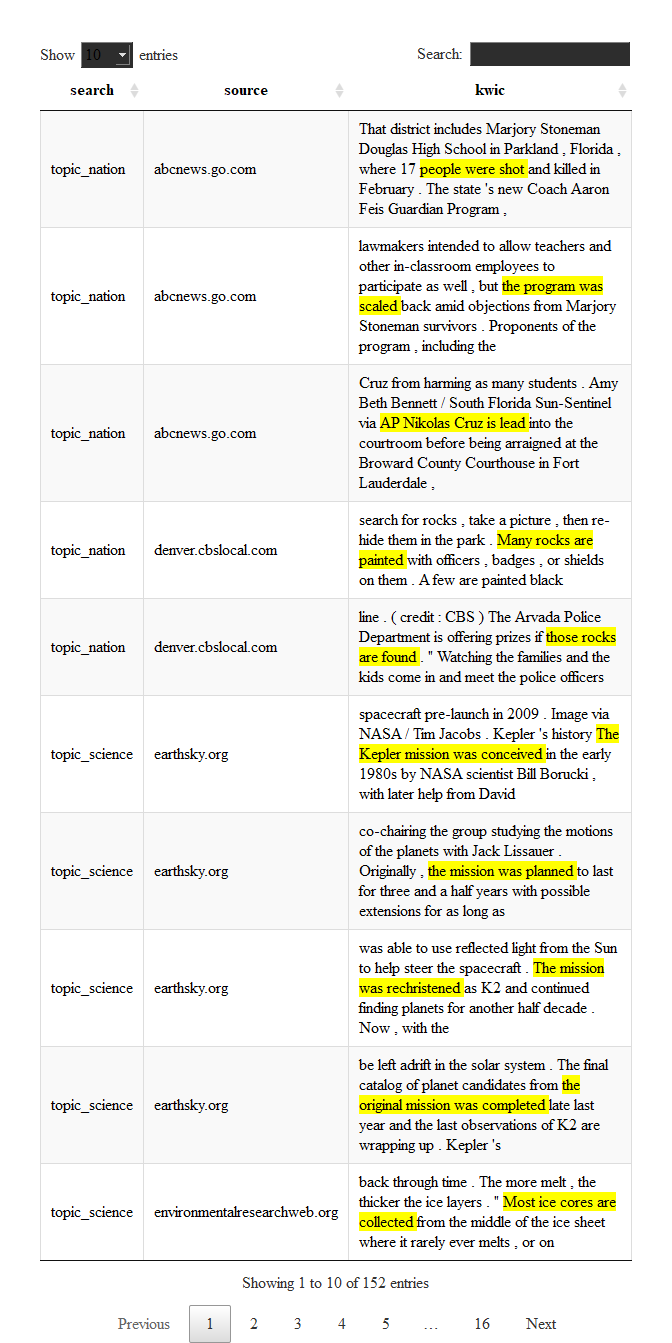 Show 10 entries Search:
search source kwic
That district includes Marjory Stoneman
Douglas High School in Parkland , Florida ,
topic_nation abcnews.go.com where 17 people were shot and killed in
February . The state 's new Coach Aaron
Feis Guardian Program ,
lawmakers intended to allow teachers and
other in-classroom employees to
participate as well , but the program was
topic_nation abcnews.go.com scaled back amid objections from Marjory
Stoneman survivors . Proponents of the
program , including the
Cruz from harming as many students . Amy
Beth Bennett / South Florida Sun-Sentinel
via AP Nikolas Cruz is lead into the
topic_nation abcnews.go.com courtroom before being arraigned at the
Broward County Courthouse in Fort
Lauderdale ,
search for rocks , take a picture , then re-
hide them in the park . Many rocks are
topic_nation denver.cbslocal.com painted with officers , badges , or shields
on them . A few are painted black
line . ( credit : CBS ) The Arvada Police
Department is offering prizes if those rocks
topic_nation denver.cbslocal.com are found . " Watching the families and the
kids come in and meet the police officers
spacecraft pre-launch in 2009 . Image via
NASA / Tim Jacobs . Kepler 's history The
topic_science earthsky.org Kepler mission was conceived in the early
1980s by NASA scientist Bill Borucki ,
with later help from David
co-chairing the group studying the motions
of the planets with Jack Lissauer .
topic_science earthsky.org Originally , the mission was planned to last
for three and a half years with possible
extensions for as long as
was able to use reflected light from the Sun
to help steer the spacecraft . The mission
topic_science earthsky.org was rechristened as K2 and continued
finding planets for another half decade .
Now , with the
be left adrift in the solar system . The final
catalog of planet candidates from the
topic_science earthsky.org original mission was completed late last
year and the last observations of K2 are
wrapping up . Kepler 's
back through time . The more melt , the
thicker the ice layers . " Most ice cores are
topic_science environmentalresearchweb.org collected from the middle of the ice sheet
where it rarely ever melts , or on
Showing 1 to 10 of 152 entries
Previous 1 2 3 4 5 … 16 Next